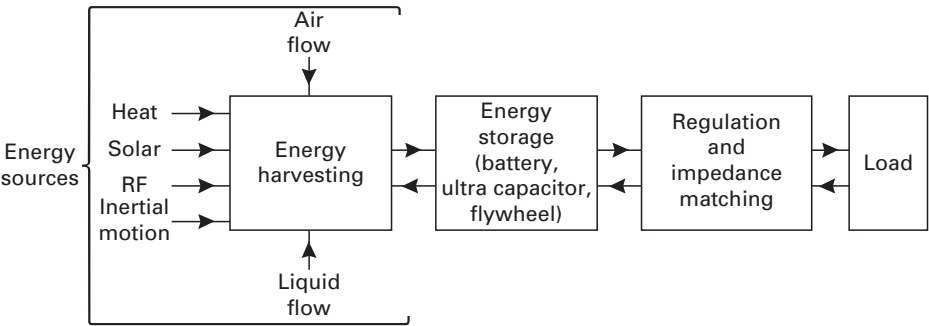 Air
flow
Heat
Solar
RF
Inertial
motion
Energy
sources
Energy
harvesting
Liquid
flow
Energy
storage
(battery,
ultra capacitor,
flywheel)
Regulation
and
impedance
matching
Load